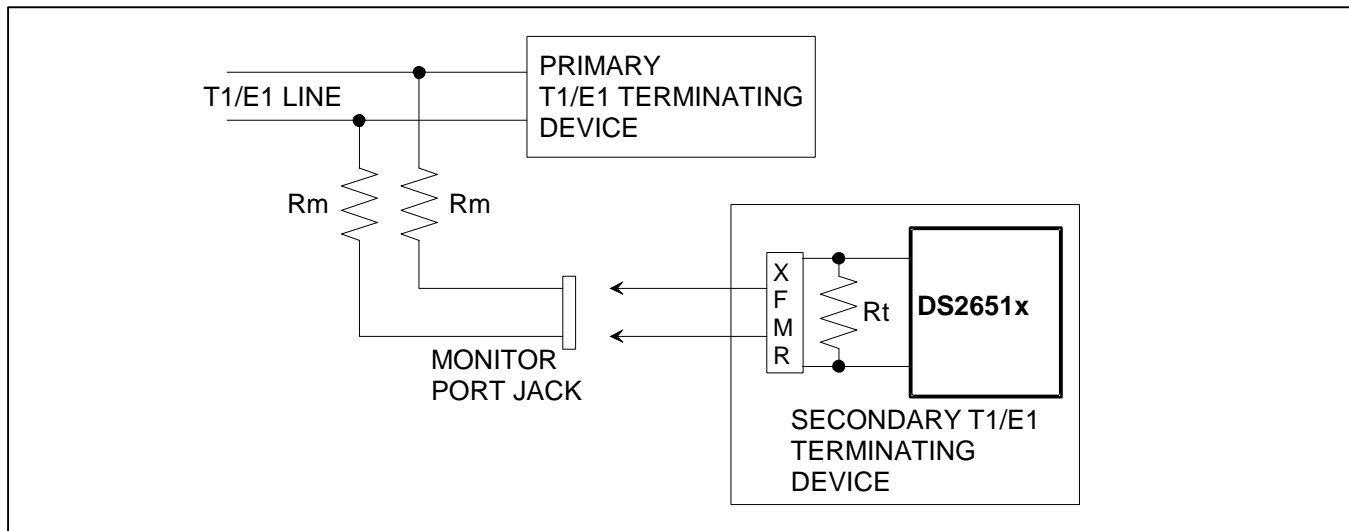 PRIMARY
T1/E1 TERMINATING
DEVICE
T1/E1 LINE
Rm
Rm
X
F
M
R
Rt
DS2651x
MONITOR
PORT JACK
SECONDARY T1/E1
TERMINATING
DEVICE